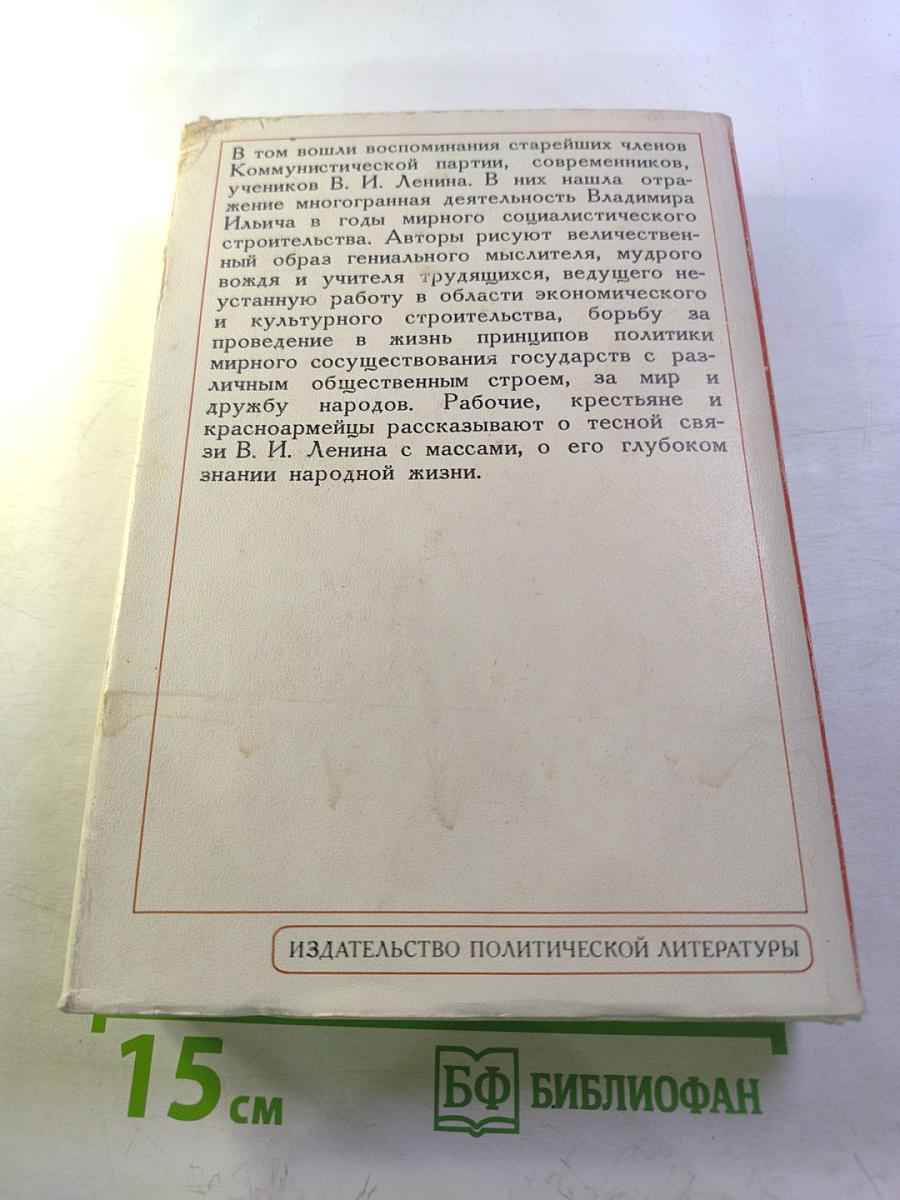 В том вошли воспоминания старейших членов
Коммунистической партии, современников,
учеников В. И. Ленина. В них нашла отра-
жение многогранная деятельность Владимира
Ильича в годы мирного социалистического
строительства. Авторы рисуют величествен-
ный образ гениального мыслителя, мудрого
вождя и учителя трудящихся, ведущего не-
устанную работу в области экономического
и культурного строительства, борьбу за
проведение в жизнь принципов политики
мирного сосуществования государств с раз-
личным общественным строем, за мир и
дружбу народов. Рабочие, крестьяне и
красноармейцы рассказывают о тесной свя-
зи В. И. Ленина с массами, о его глубоком
знании народной жизни.
ИЗДАТЕЛЬСТВО ПОЛИТИЧЕСКОЙ ЛИТЕРАТУРЫ
15 см
БФ БИБЛИОФАН